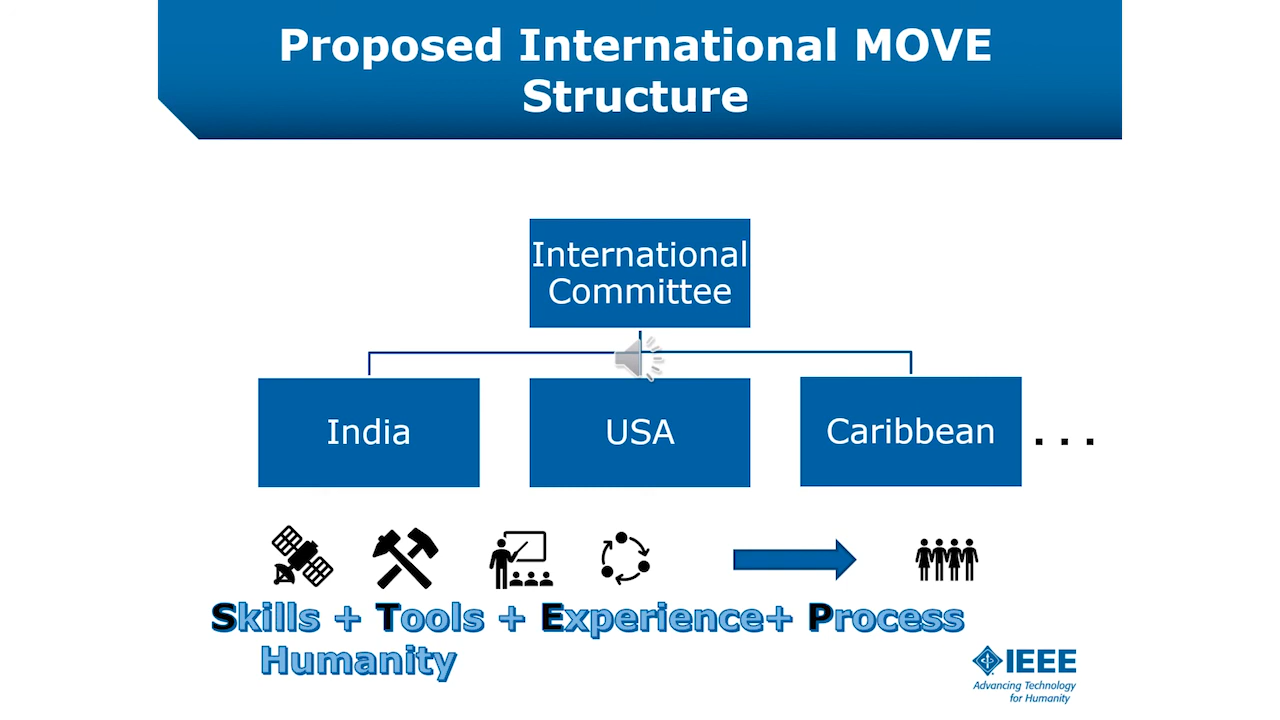 Proposed International MOVE
Structure
International
Committee
India
USA
Caribbean
. . .
Skills + Tools + Experience+ Process
Humanity
IEEE
Advancing Technology
for Humanity